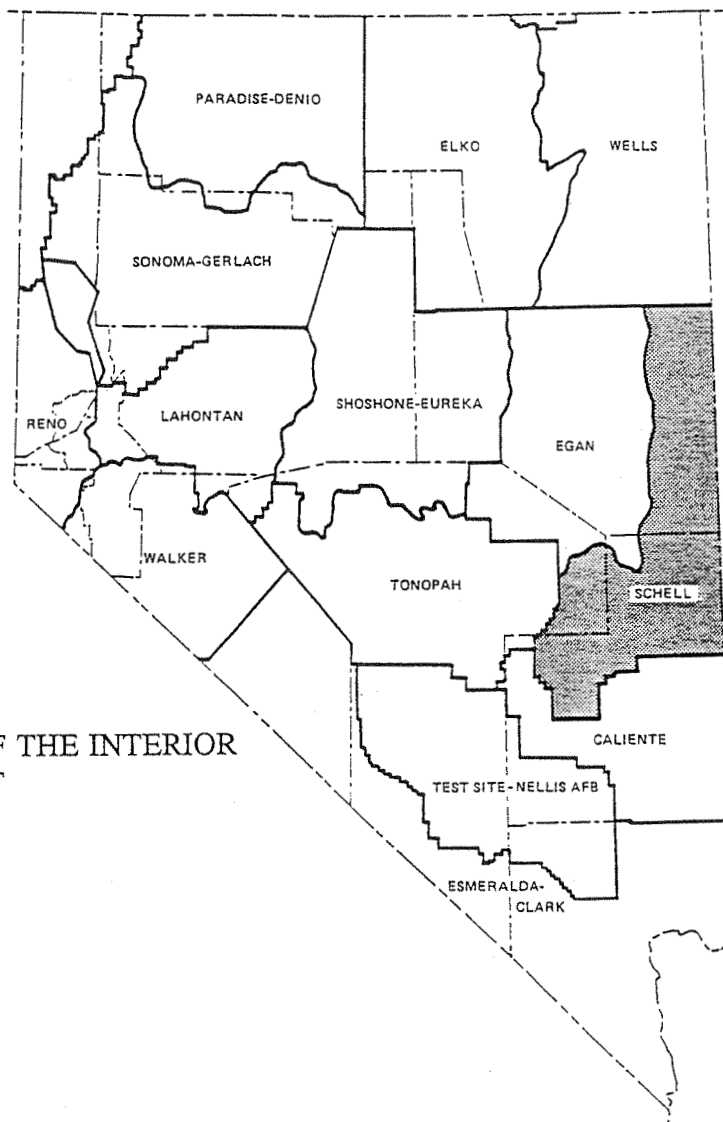 PARADISE-DENIO
ELKO
WELLS
SONOMA-GERLACH
RENO
LAHONTAN
SHOSHONE-EUREKA
EGAN
WALKER
TONOPAH
SCHELL
THE INTERIOR
CALIENTE
TEST SITE-NELLIS AFB
ESMERALDA-
CLARK